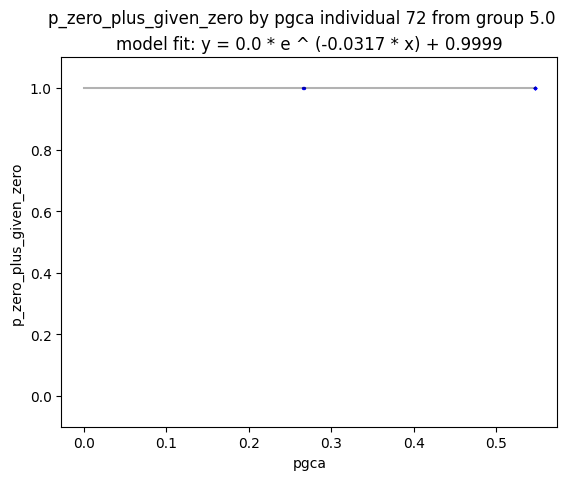 p_zero_plus_given_zero by pgca individual 72 from group 5.0
model fit: y = 0.0 * e ^ (-0.0317 * x) + 0.9999
p_zero_plus_given_zero
1.0
0.8
0.6
0.4
0.2
0.0
0.0 0.1 0.2 0.3 0.4 0.5
pgca